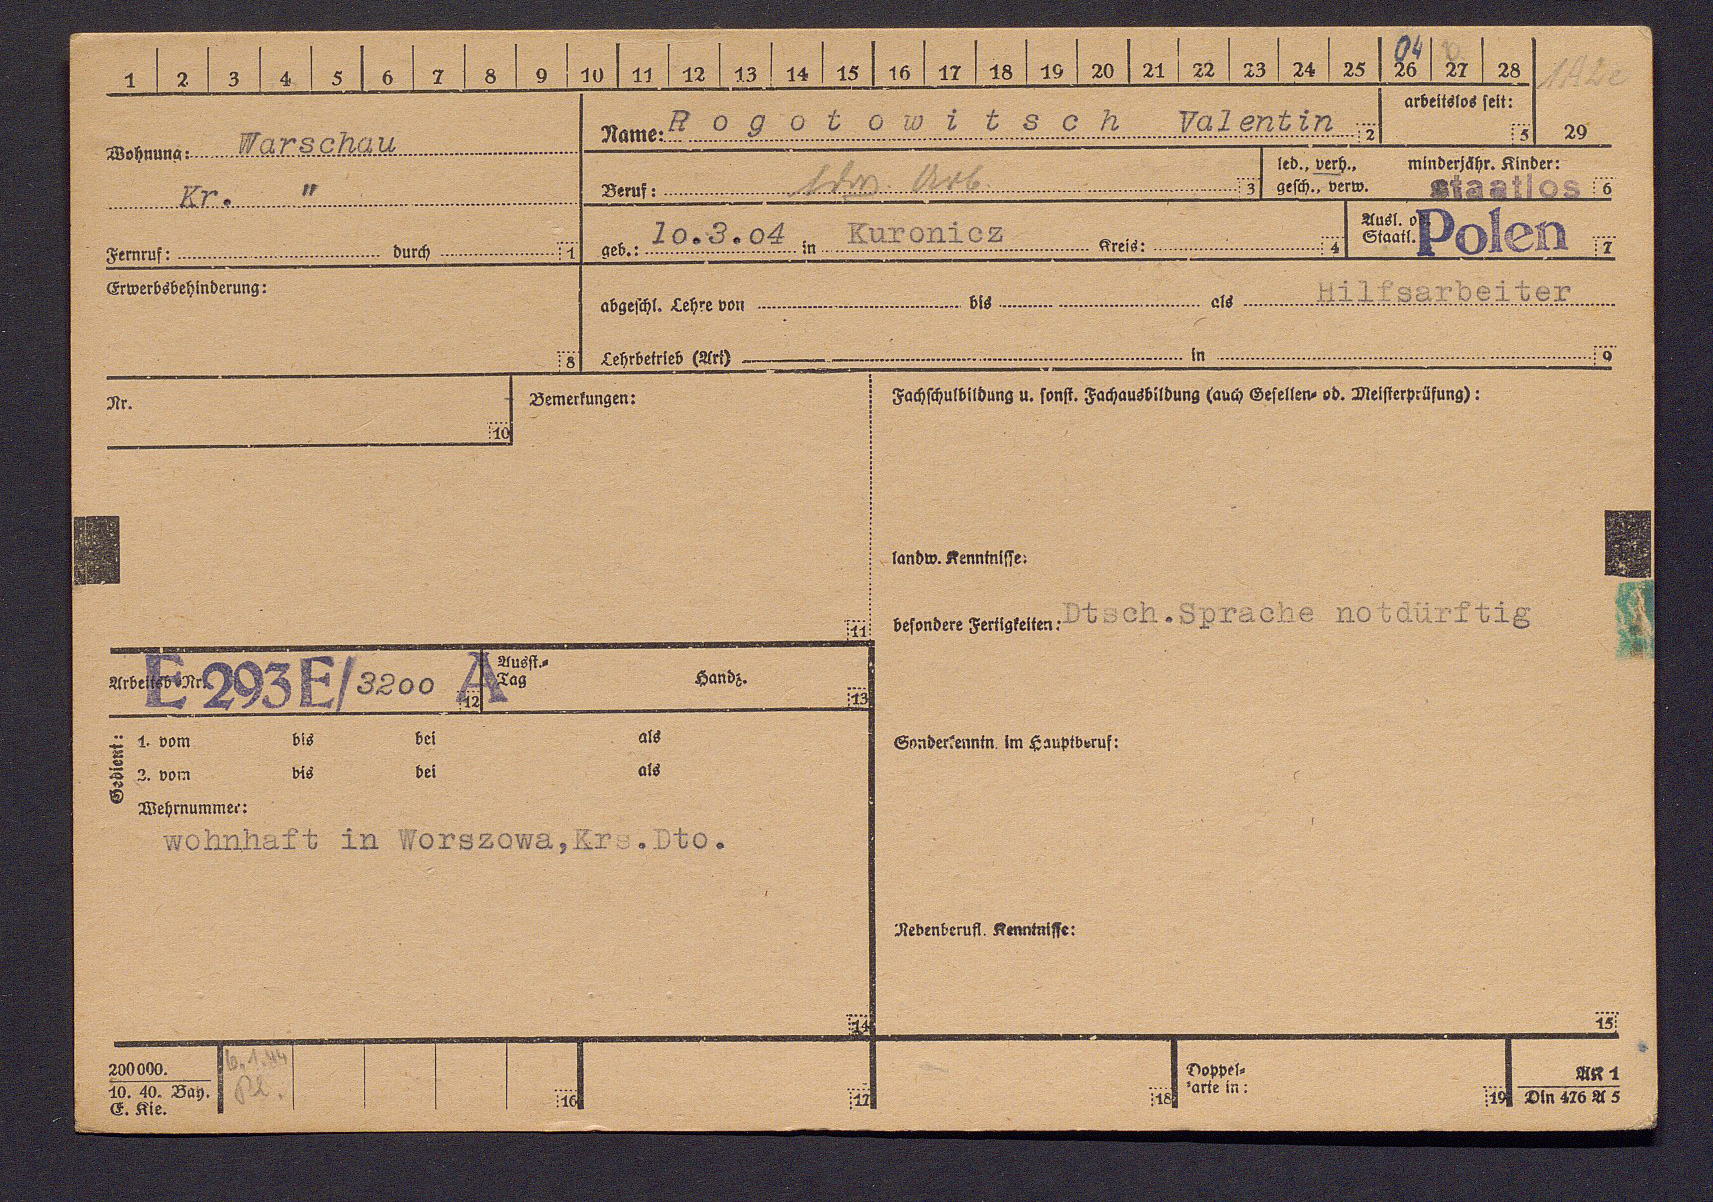 04
1 2 3 4 5 6 7 8 9 10 11 12 13 14 15 16 17 18 19 20 21 22 23 24 25 26 27 28
1A2e
Wohnung: Warschau
Kr. "
Fernruf: durch 1
Name: Rogotowitsch Valentin 2
arbeitslos seit:
5 29
Beruf: Arb. 3
led., verh., gesch., verw.
minderjähr. Kinder:
staatlos 6
geb.: 10.3.04 in Kuronicz Kreis: 4
Ausl. od.
Staatl. Polen 7
Erwerbsbehinderung:
8
abgeschl. Lehre von bis als Hilfsarbeiter
Lehrbetrieb (Art) in 9
Nr.
10
Bemerkungen:
11
Fachschulbildung u. sonst. Fachausbildung (auch Gesellen- od. Meisterprüfung):
landw. Kenntnisse:
besondere Fertigkeiten: Dtsch.Sprache notdürftig
Arbeitsb.-Nr. E 293 E/3200 A 12
Ausst.-
Tag
Handz.
13
Gedient:
1. vom bis bei als
2. vom bis bei als
Wehrnummer:
wohnhaft in Worszowa,Krs.Dto.
14
Sonderkenntn. im Hauptberuf:
Nebenberufl. Kenntnisse:
15
200000.
10. 40. Bay.
E. Kie.
6.1.44
16
17
18
Doppel-
karte in:
19
AK 1
Din 476 A 5